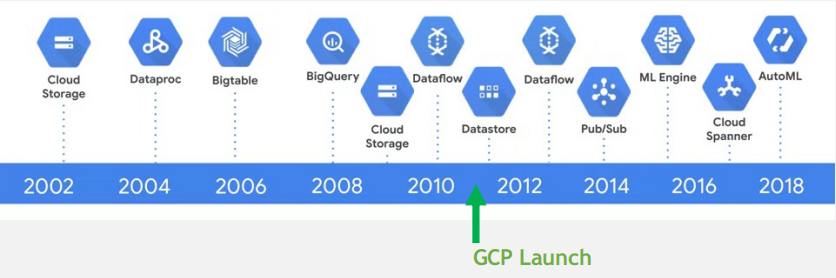 Cloud
Storage
Dataproc
Bigtable
BigQuery
Cloud
Storage
Dataflow
Datastore
Dataflow
Pub/Sub
ML Engine
Cloud
Spanner
AutoML
2002 2004 2006 2008 2010 2012 2014 2016 2018
GCP Launch